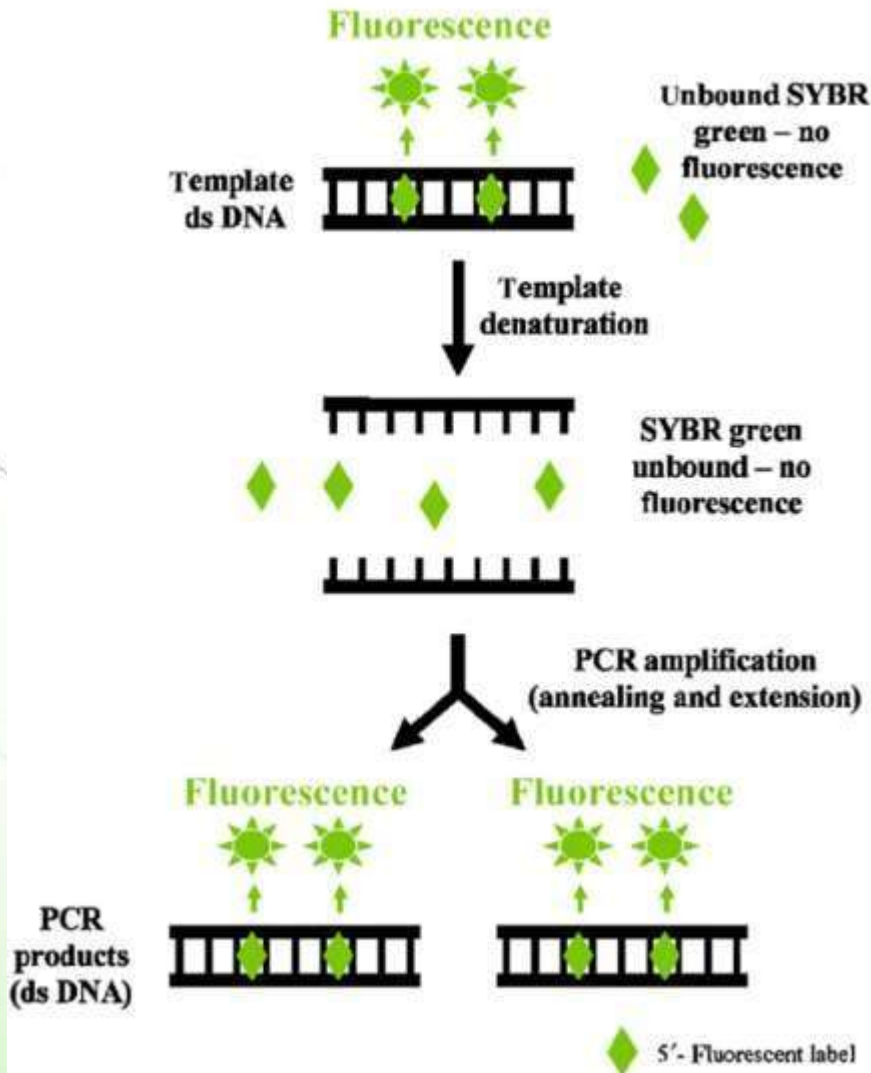 Fluorescence
Unbound SYBR
green – no
fluorescence
Template
ds DNA
Template
denaturation
SYBR green
unbound – no
fluorescence
PCR amplification
(annealing and extension)
Fluorescence
Fluorescence
PCR
products
(ds DNA)
5′- Fluorescent label